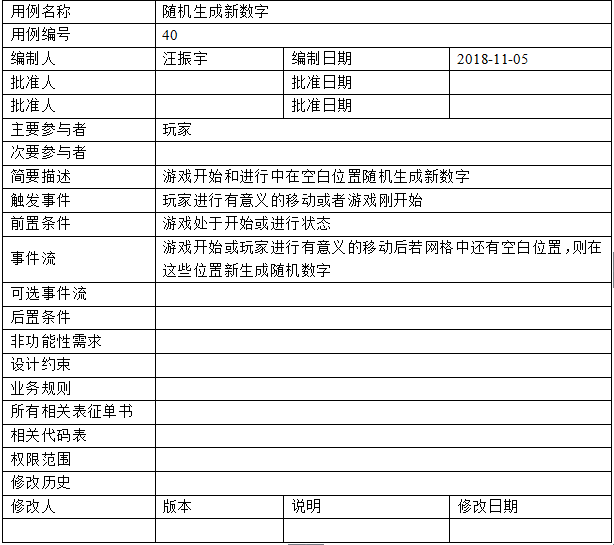 用例名称 随机生成新数字
用例编号 40
编制人 汪振宇 编制日期 2018-11-05
批准人 批准日期
批准人 批准日期
主要参与者 玩家
次要参与者
简要描述 游戏开始和进行中在空白位置随机生成新数字
触发事件 玩家进行有意义的移动或者游戏刚开始
前置条件 游戏处于开始或进行状态
事件流 游戏开始或玩家进行有意义的移动后若网格中还有空白位置，则在
这些位置新生成随机数字
可选事件流
后置条件
非功能性需求
设计约束
业务规则
所有相关表征单书
相关代码表
权限范围
修改历史
修改人 版本 说明 修改日期